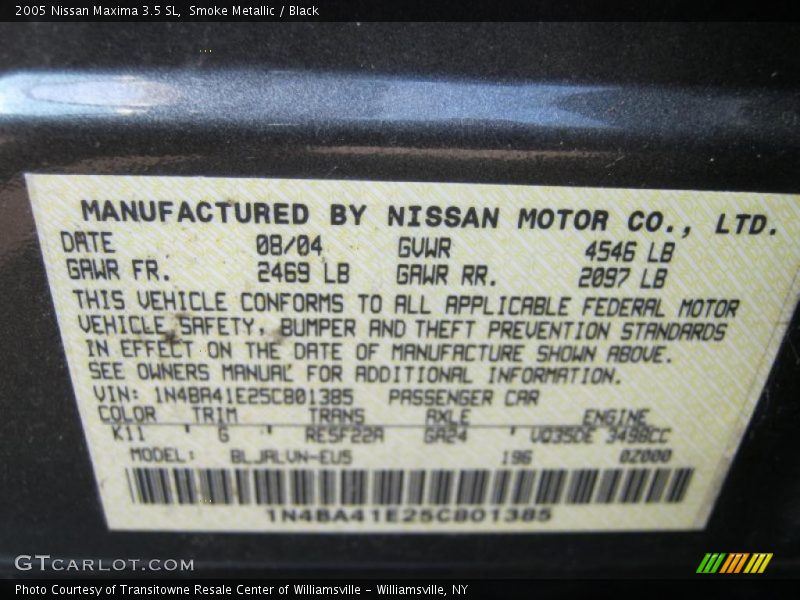 2005 Nissan Maxima 3.5 SL, Smoke Metallic / Black
MANUFACTURED BY NISSAN MOTOR CO., LTD.
DATE 08/04 GVWR 4546 LB
GAWR FR. 2469 LB GAWR RR. 2097 LB
THIS VEHICLE CONFORMS TO ALL APPLICABLE FEDERAL MOTOR
VEHICLE SAFETY, BUMPER AND THEFT PREVENTION STANDARDS
IN EFFECT ON THE DATE OF MANUFACTURE SHOWN ABOVE.
SEE OWNERS MANUAL FOR ADDITIONAL INFORMATION.
VIN: 1N4BA41E25C801385 PASSENGER CAR
COLOR TRIM TRANS AXLE ENGINE
K11 G RE5F22A GA24 VQ35DE 3498CC
MODEL: BLJALVN-EU5 196 0Z000
1N4BA41E25C801385
GTCARLOT.COM
Photo Courtesy of Transitowne Resale Center of Williamsville - Williamsville, NY